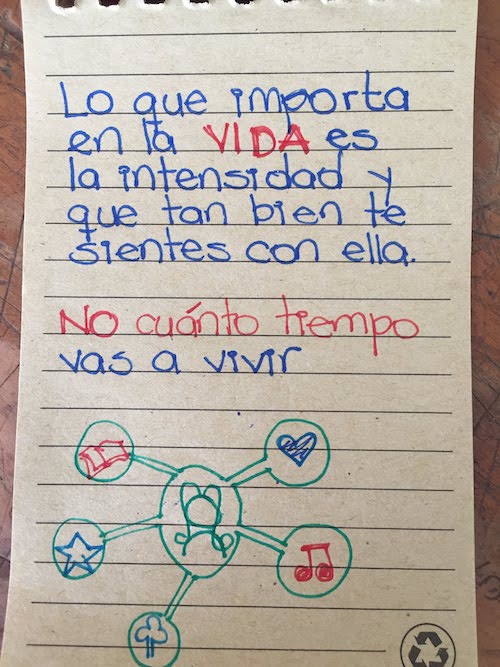 Lo que importa
en la VIDA es
la intensidad y
que tan bien te
sientes con ella.
NO cuánto tiempo
vas a vivir